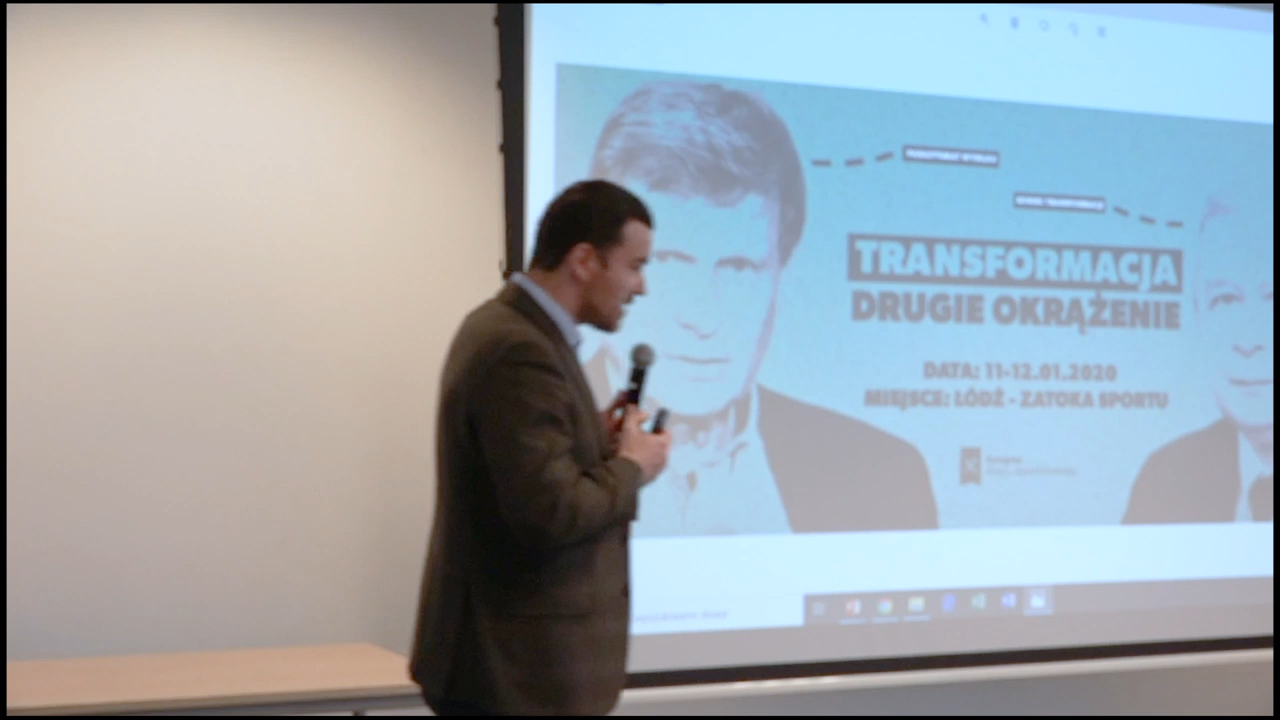 TRANSFORMACJA
DRUGIE OKRĄŻENIE
DATA: 11-12.01.2020
MIEJSCE: ŁÓDŹ - ZATOKA SPORTU